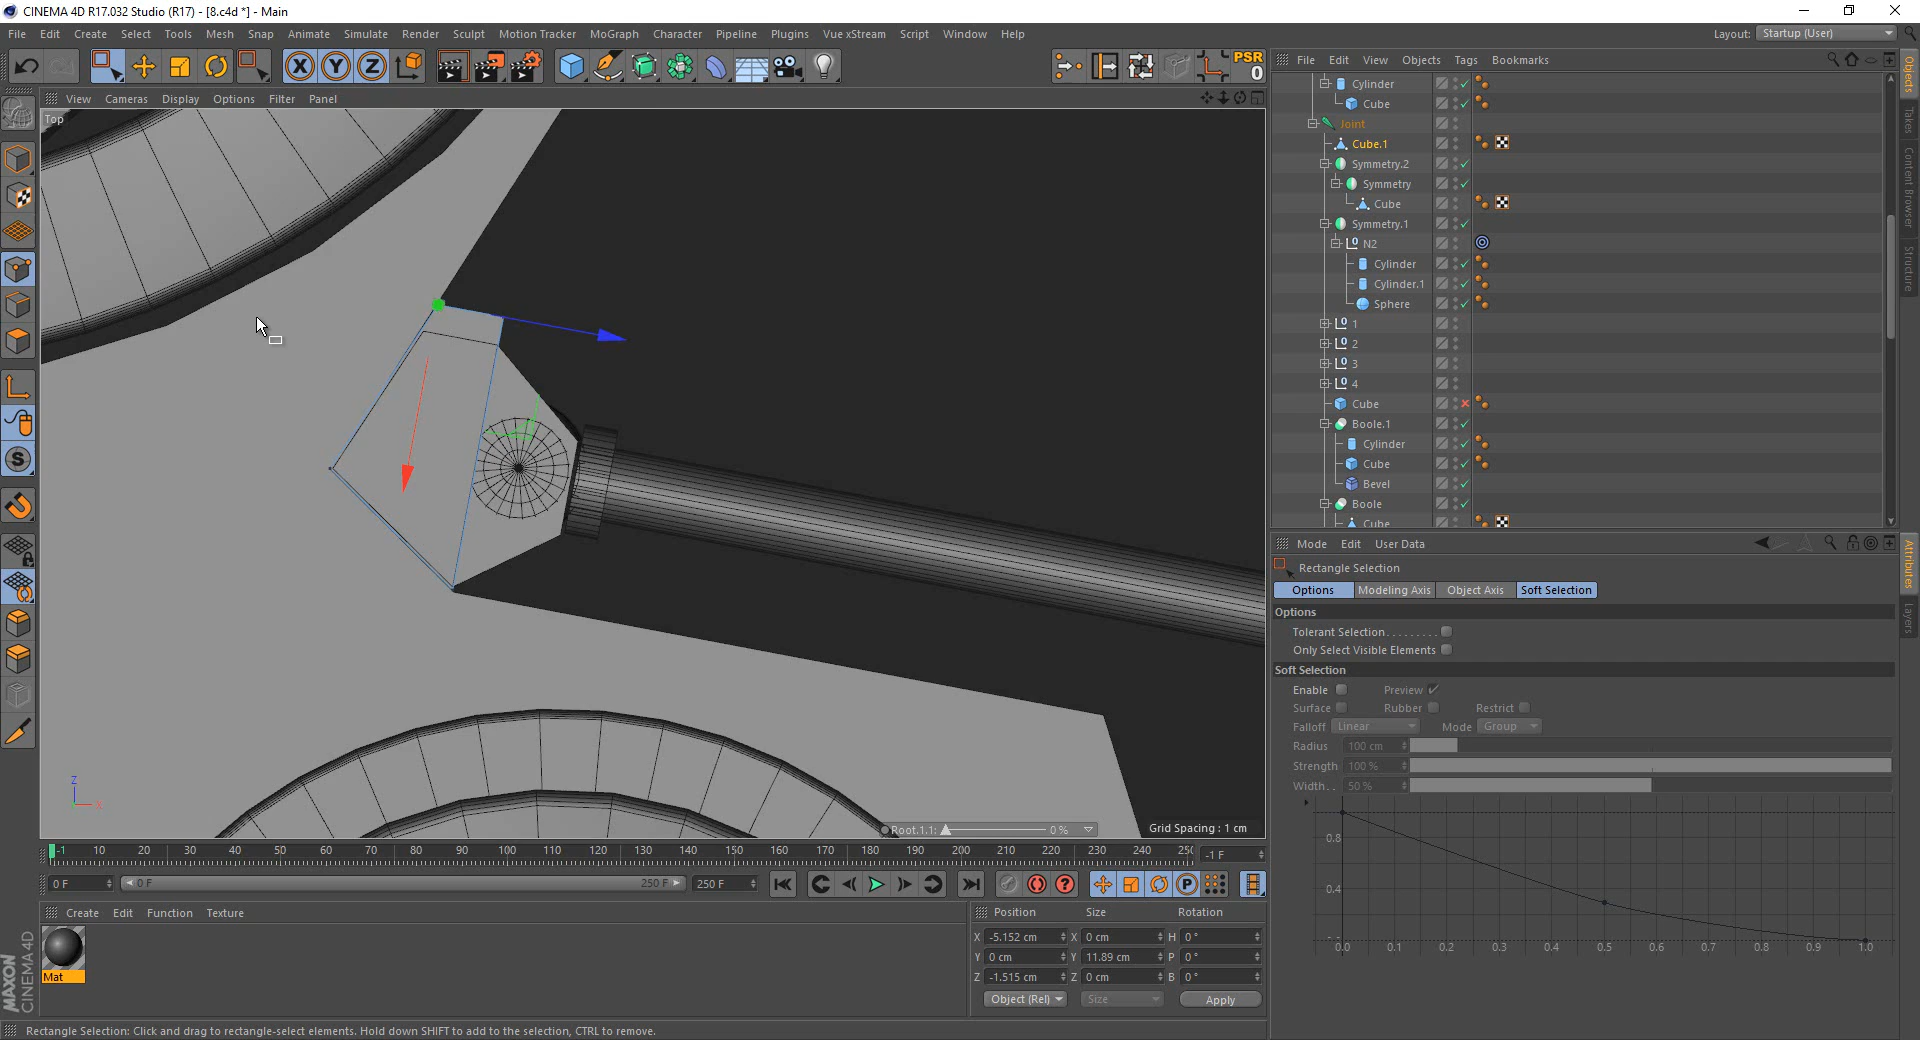 CINEMA 4D R17.032 Studio (R17) - [8.c4d *] - Main
File Edit Create Select Tools Mesh Snap Animate Simulate Render Sculpt Motion Tracker MoGraph Character Pipeline Plugins Vue xStream Script Window Help
Layout: Startup (User)
X Y Z
PSR
0
File Edit View Objects Tags Bookmarks
View Cameras Display Options Filter Panel
Top
Cylinder
Cube
Joint
Cube.1
Symmetry.2
Symmetry
Cube
Symmetry.1
N2
Cylinder
Cylinder.1
Sphere
1
2
3
4
Cube
Boole.1
Cylinder
Cube
Bevel
Boole
Cube
Objects
Takes
Content Browser
Structure
Attributes
Layers
Mode Edit User Data
Rectangle Selection
Options Modeling Axis Object Axis Soft Selection
Options
Tolerant Selection.........
Only Select Visible Elements
Soft Selection
Enable Preview
Surface Rubber Restrict
Falloff Linear Mode Group
Radius 100 cm
Strength 100 %
Width.. 50 %
0.8
0.4
0.0 0.1 0.2 0.3 0.4 0.5 0.6 0.7 0.8 0.9 1.0
Z
X
Root.1.1: 0 %
Grid Spacing : 1 cm
-1 10 20 30 40 50 60 70 80 90 100 110 120 130 140 150 160 170 180 190 200 210 220 230 240 250
-1 F
0 F 0 F 250 F 250 F
Create Edit Function Texture
Mat
MAXON
CINEMA 4D
Position Size Rotation
X -5.152 cm X 0 cm H 0 °
Y 0 cm Y 11.89 cm P 0 °
Z -1.515 cm Z 0 cm B 0 °
Object (Rel) Size Apply
Rectangle Selection: Click and drag to rectangle-select elements. Hold down SHIFT to add to the selection, CTRL to remove.